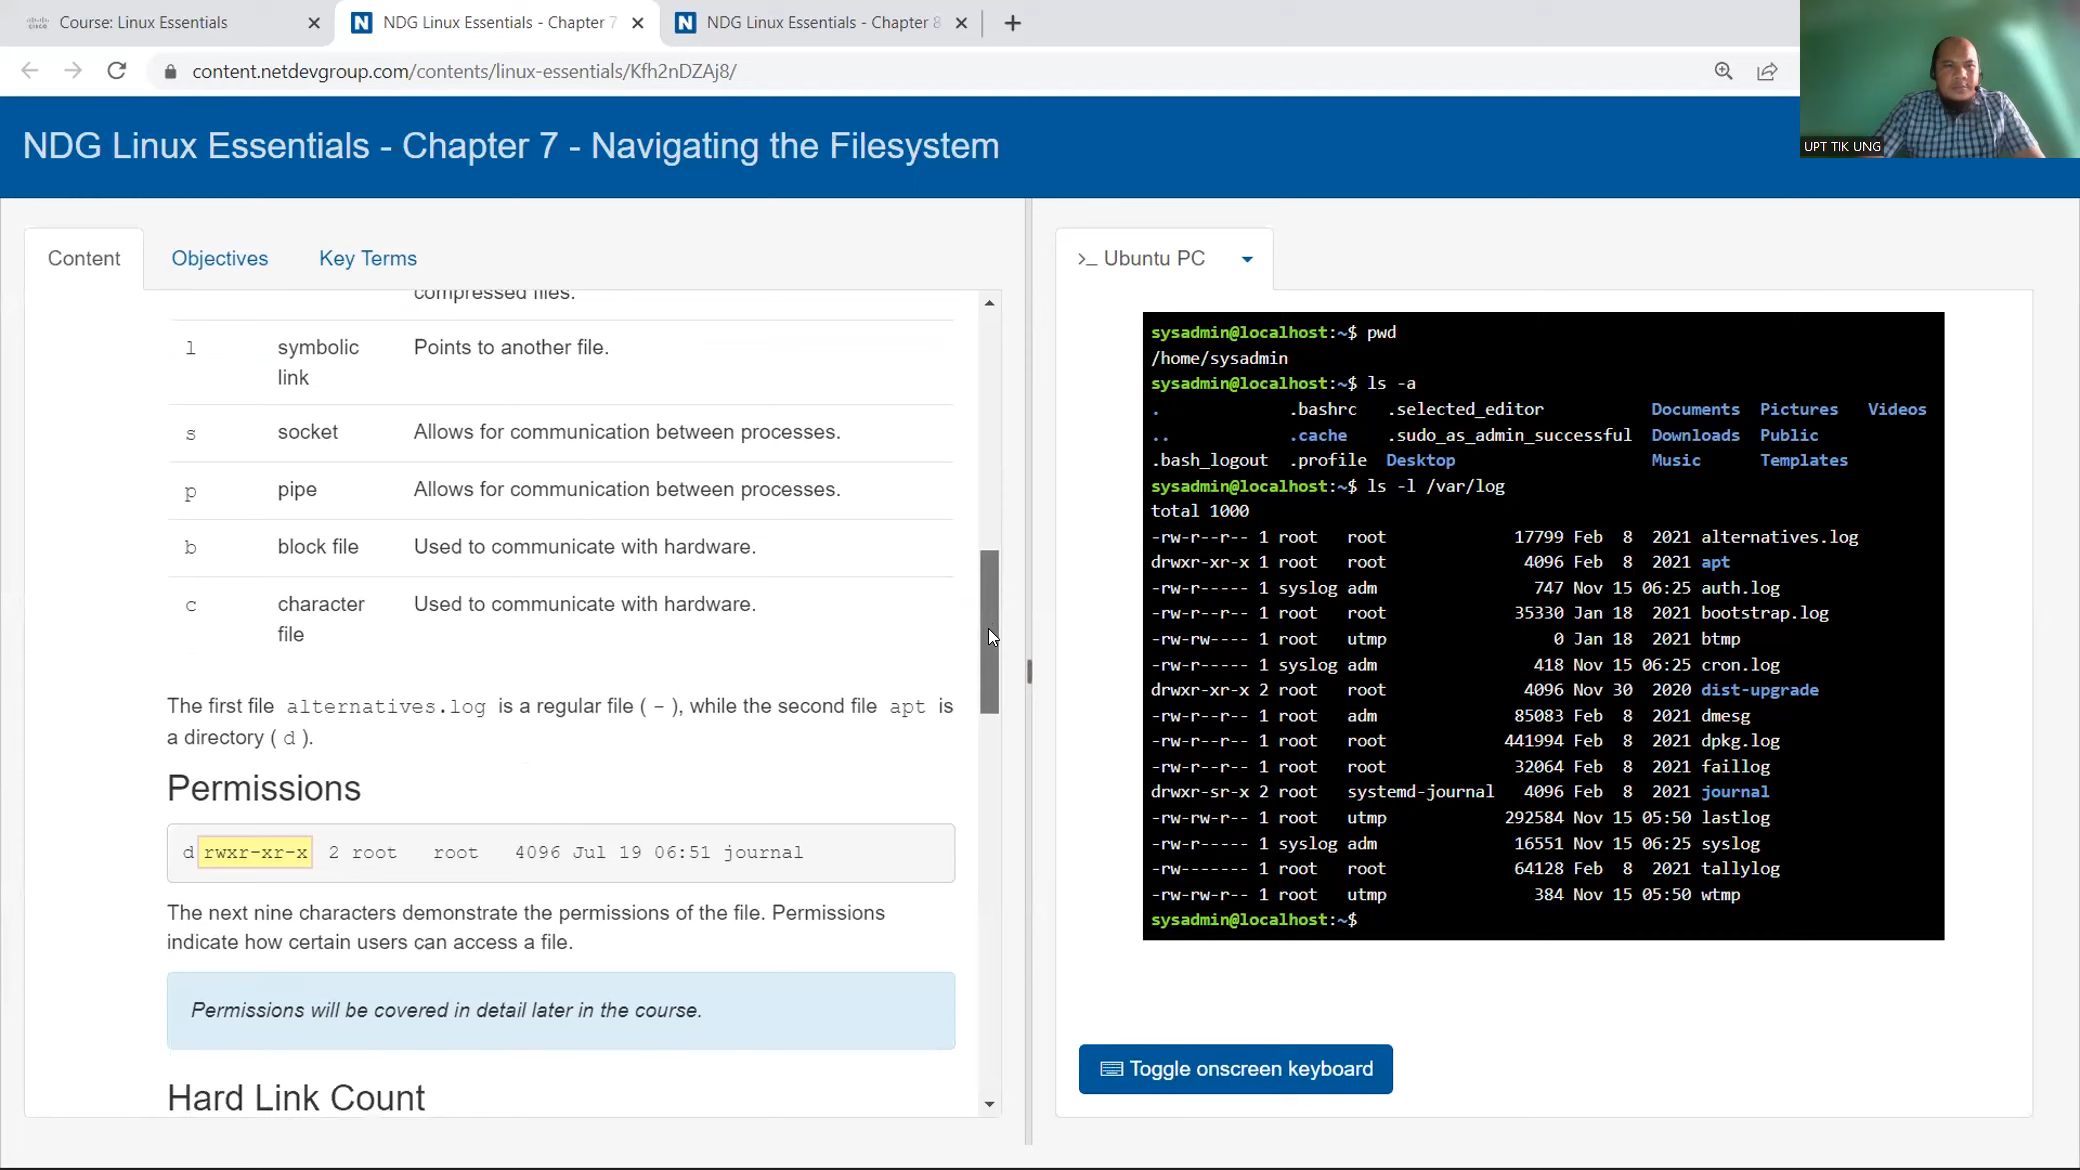 Course: Linux Essentials
NDG Linux Essentials - Chapter 7
NDG Linux Essentials - Chapter 8
content.netdevgroup.com/contents/linux-essentials/Kfh2nDZAj8/
UPT TIK UNG
NDG Linux Essentials - Chapter 7 - Navigating the Filesystem
Content
Objectives
Key Terms
compressed files.
l symbolic link Points to another file.
s socket Allows for communication between processes.
p pipe Allows for communication between processes.
b block file Used to communicate with hardware.
c character file Used to communicate with hardware.
The first file alternatives.log is a regular file ( - ), while the second file apt is
a directory ( d ).
Permissions
d rwxr-xr-x 2 root root 4096 Jul 19 06:51 journal
The next nine characters demonstrate the permissions of the file. Permissions
indicate how certain users can access a file.
Permissions will be covered in detail later in the course.
Hard Link Count
>_ Ubuntu PC
sysadmin@localhost:~$ pwd
/home/sysadmin
sysadmin@localhost:~$ ls -a
. .bashrc .selected_editor Documents Pictures Videos
.. .cache .sudo_as_admin_successful Downloads Public
.bash_logout .profile Desktop Music Templates
sysadmin@localhost:~$ ls -l /var/log
total 1000
-rw-r--r-- 1 root root 17799 Feb 8 2021 alternatives.log
drwxr-xr-x 1 root root 4096 Feb 8 2021 apt
-rw-r----- 1 syslog adm 747 Nov 15 06:25 auth.log
-rw-r--r-- 1 root root 35330 Jan 18 2021 bootstrap.log
-rw-rw---- 1 root utmp 0 Jan 18 2021 btmp
-rw-r----- 1 syslog adm 418 Nov 15 06:25 cron.log
drwxr-xr-x 2 root root 4096 Nov 30 2020 dist-upgrade
-rw-r--r-- 1 root adm 85083 Feb 8 2021 dmesg
-rw-r--r-- 1 root root 441994 Feb 8 2021 dpkg.log
-rw-r--r-- 1 root root 32064 Feb 8 2021 faillog
drwxr-sr-x 2 root systemd-journal 4096 Feb 8 2021 journal
-rw-rw-r-- 1 root utmp 292584 Nov 15 05:50 lastlog
-rw-r----- 1 syslog adm 16551 Nov 15 06:25 syslog
-rw------- 1 root root 64128 Feb 8 2021 tallylog
-rw-rw-r-- 1 root utmp 384 Nov 15 05:50 wtmp
sysadmin@localhost:~$
Toggle onscreen keyboard